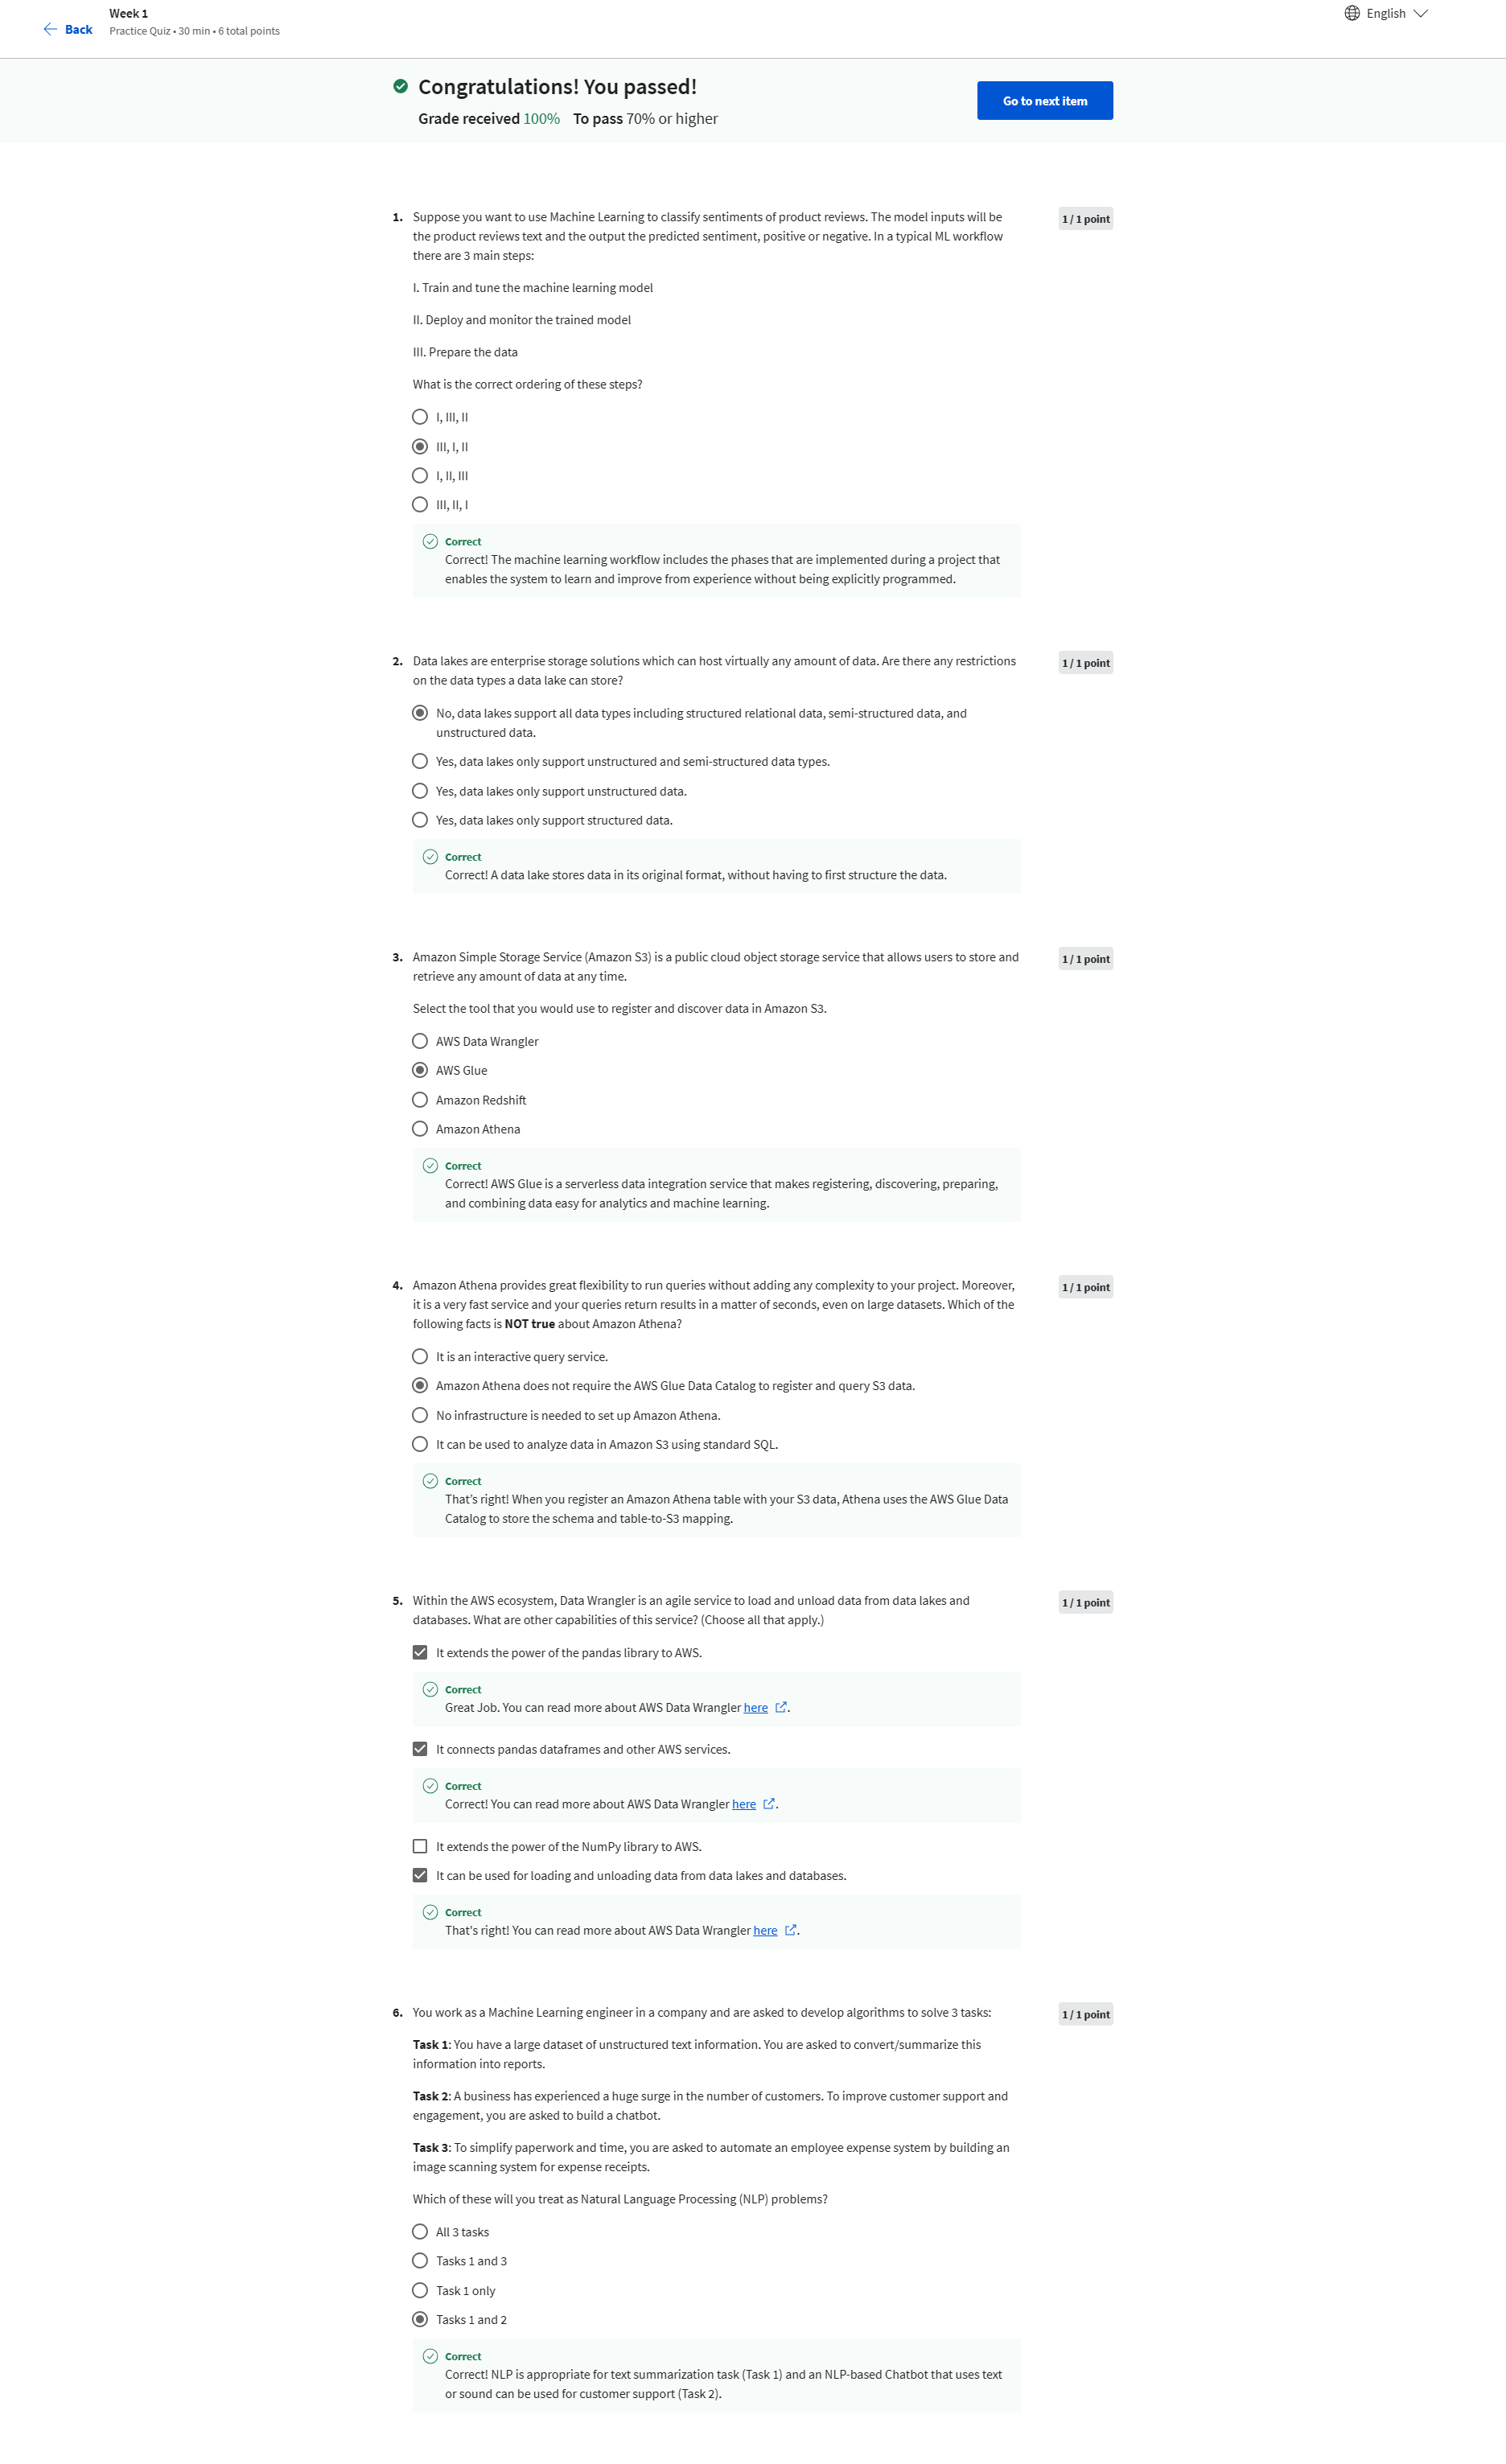 Back
Week 1
Practice Quiz • 30 min • 6 total points
English
Congratulations! You passed!
Grade received 100% To pass 70% or higher
Go to next item
1. Suppose you want to use Machine Learning to classify sentiments of product reviews. The model inputs will be
the product reviews text and the output the predicted sentiment, positive or negative. In a typical ML workflow
there are 3 main steps:
1 / 1 point
I. Train and tune the machine learning model
II. Deploy and monitor the trained model
III. Prepare the data
What is the correct ordering of these steps?
I, III, II
III, I, II
I, II, III
III, II, I
Correct
Correct! The machine learning workflow includes the phases that are implemented during a project that
enables the system to learn and improve from experience without being explicitly programmed.
2. Data lakes are enterprise storage solutions which can host virtually any amount of data. Are there any restrictions
on the data types a data lake can store?
1 / 1 point
No, data lakes support all data types including structured relational data, semi-structured data, and
unstructured data.
Yes, data lakes only support unstructured and semi-structured data types.
Yes, data lakes only support unstructured data.
Yes, data lakes only support structured data.
Correct
Correct! A data lake stores data in its original format, without having to first structure the data.
3. Amazon Simple Storage Service (Amazon S3) is a public cloud object storage service that allows users to store and
retrieve any amount of data at any time.
1 / 1 point
Select the tool that you would use to register and discover data in Amazon S3.
AWS Data Wrangler
AWS Glue
Amazon Redshift
Amazon Athena
Correct
Correct! AWS Glue is a serverless data integration service that makes registering, discovering, preparing,
and combining data easy for analytics and machine learning.
4. Amazon Athena provides great flexibility to run queries without adding any complexity to your project. Moreover,
it is a very fast service and your queries return results in a matter of seconds, even on large datasets. Which of the
following facts is NOT true about Amazon Athena?
1 / 1 point
It is an interactive query service.
Amazon Athena does not require the AWS Glue Data Catalog to register and query S3 data.
No infrastructure is needed to set up Amazon Athena.
It can be used to analyze data in Amazon S3 using standard SQL.
Correct
That’s right! When you register an Amazon Athena table with your S3 data, Athena uses the AWS Glue Data
Catalog to store the schema and table-to-S3 mapping.
5. Within the AWS ecosystem, Data Wrangler is an agile service to load and unload data from data lakes and
databases. What are other capabilities of this service? (Choose all that apply.)
1 / 1 point
It extends the power of the pandas library to AWS.
Correct
Great Job. You can read more about AWS Data Wrangler here .
It connects pandas dataframes and other AWS services.
Correct
Correct! You can read more about AWS Data Wrangler here .
It extends the power of the NumPy library to AWS.
It can be used for loading and unloading data from data lakes and databases.
Correct
That's right! You can read more about AWS Data Wrangler here .
6. You work as a Machine Learning engineer in a company and are asked to develop algorithms to solve 3 tasks:
1 / 1 point
Task 1: You have a large dataset of unstructured text information. You are asked to convert/summarize this
information into reports.
Task 2: A business has experienced a huge surge in the number of customers. To improve customer support and
engagement, you are asked to build a chatbot.
Task 3: To simplify paperwork and time, you are asked to automate an employee expense system by building an
image scanning system for expense receipts.
Which of these will you treat as Natural Language Processing (NLP) problems?
All 3 tasks
Tasks 1 and 3
Task 1 only
Tasks 1 and 2
Correct
Correct! NLP is appropriate for text summarization task (Task 1) and an NLP-based Chatbot that uses text
or sound can be used for customer support (Task 2).